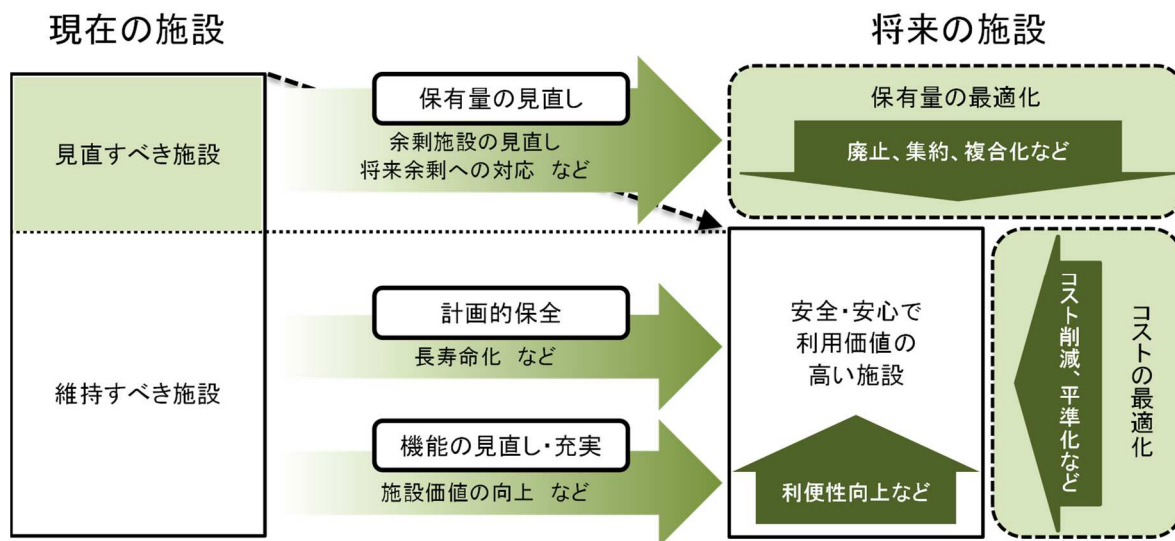 現在の施設
将来の施設
見直すべき施設
維持すべき施設
保有量の見直し
余剰施設の見直し
将来余剰への対応 など
計画的保全
長寿命化 など
機能の見直し・充実
施設価値の向上 など
保有量の最適化
廃止、集約、複合化など
安全・安心で
利用価値の
高い施設
利便性向上など
コスト削減、平準化など
コストの最適化